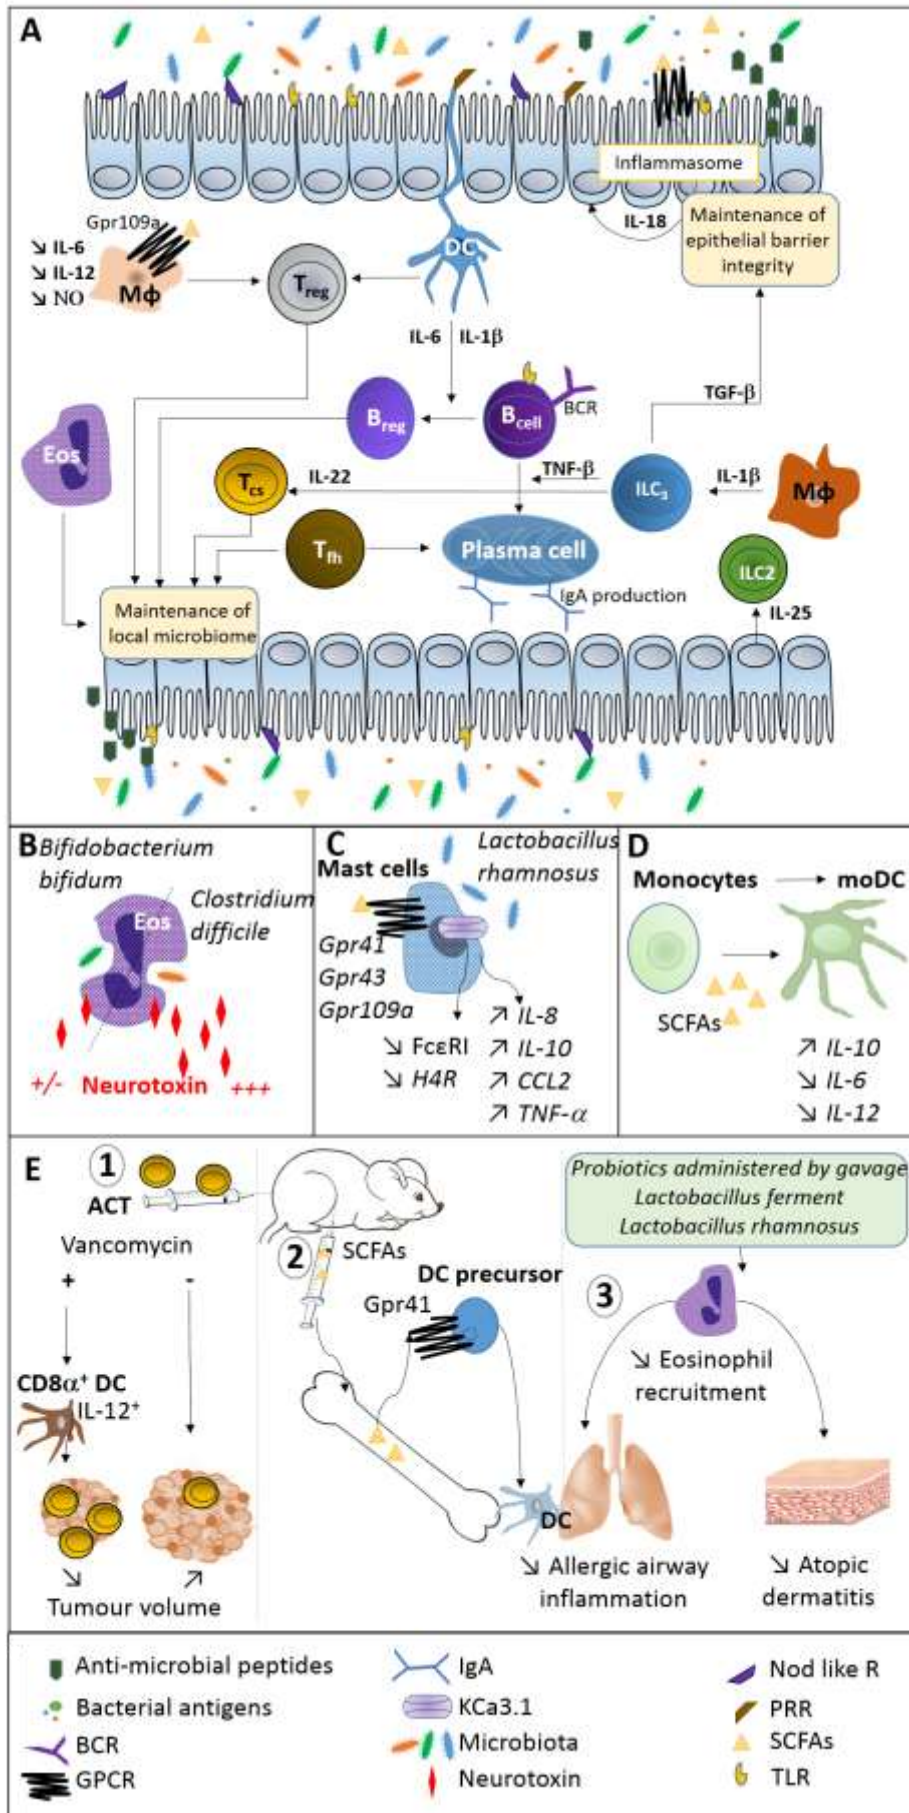 A
Inflammasome
IL-18
Maintenance of
epithelial barrier
integrity
Gpr109a
↘ IL-6
↘ IL-12
↘ NO
Mϕ
Treg
DC
IL-6 IL-1β
Breg
Bcell
BCR
TGF-β
Eos
Tcs
IL-22
TNF-β
ILC3
IL-1β
Mϕ
Tfh
Plasma cell
ILC2
IgA production
IL-25
Maintenance of
local microbiome
B
Bifidobacterium
bifidum
Eos
Clostridium
difficile
+/- Neurotoxin +++
C
Lactobacillus
rhamnosus
Mast cells
Gpr41
Gpr43
Gpr109a
↘ FcεRI
↘ H4R
↗ IL-8
↗ IL-10
↗ CCL2
↗ TNF-α
D
Monocytes
moDC
SCFAs
↗ IL-10
↘ IL-6
↘ IL-12
E
1
ACT
Vancomycin
+ -
CD8α+ DC
IL-12+
↘ ↗
Tumour volume
2
SCFAs
DC precursor
Gpr41
DC
Probiotics administered by gavage
Lactobacillus ferment
Lactobacillus rhamnosus
3
↘ Eosinophil
recruitment
↘ Allergic airway
inflammation
↘ Atopic
dermatitis
Anti-microbial peptides
Bacterial antigens
BCR
GPCR
IgA
KCa3.1
Microbiota
Neurotoxin
Nod like R
PRR
SCFAs
TLR